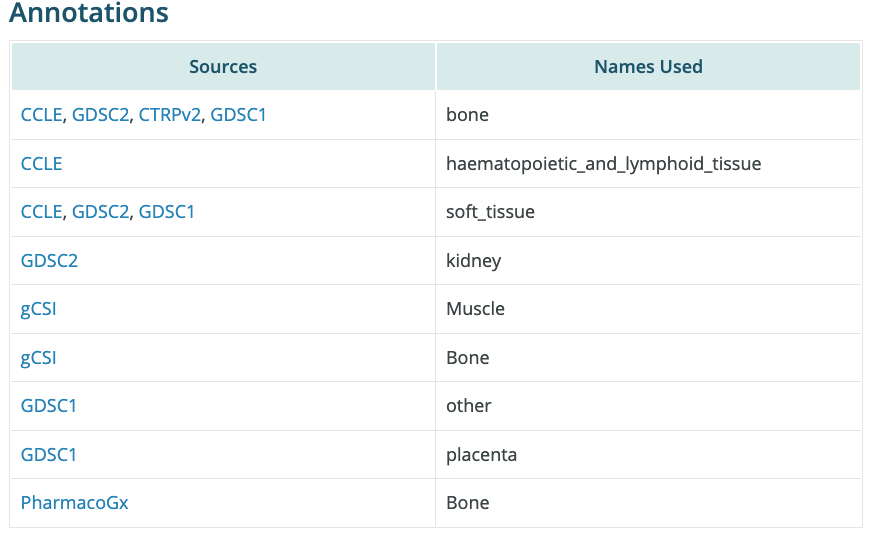 Annotations
Sources Names Used
CCLE, GDSC2, CTRPv2, GDSC1 bone
CCLE haematopoietic_and_lymphoid_tissue
CCLE, GDSC2, GDSC1 soft_tissue
GDSC2 kidney
gCSI Muscle
gCSI Bone
GDSC1 other
GDSC1 placenta
PharmacoGx Bone